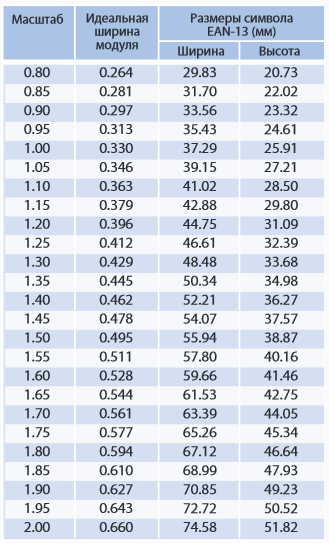 Масштаб Идеальная ширина модуля Размеры символа EAN-13 (мм)
Ширина Высота
0.80 0.264 29.83 20.73
0.85 0.281 31.70 22.02
0.90 0.297 33.56 23.32
0.95 0.313 35.43 24.61
1.00 0.330 37.29 25.91
1.05 0.346 39.15 27.21
1.10 0.363 41.02 28.50
1.15 0.379 42.88 29.80
1.20 0.396 44.75 31.09
1.25 0.412 46.61 32.39
1.30 0.429 48.48 33.68
1.35 0.445 50.34 34.98
1.40 0.462 52.21 36.27
1.45 0.478 54.07 37.57
1.50 0.495 55.94 38.87
1.55 0.511 57.80 40.16
1.60 0.528 59.66 41.46
1.65 0.544 61.53 42.75
1.70 0.561 63.39 44.05
1.75 0.577 65.26 45.34
1.80 0.594 67.12 46.64
1.85 0.610 68.99 47.93
1.90 0.627 70.85 49.23
1.95 0.643 72.72 50.52
2.00 0.660 74.58 51.82